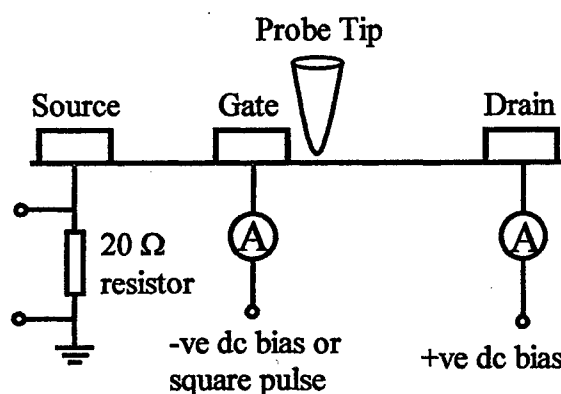 Probe Tip
Source
Gate
Drain
A
A
20 Ω
resistor
-ve dc bias or
square pulse
+ve dc bias